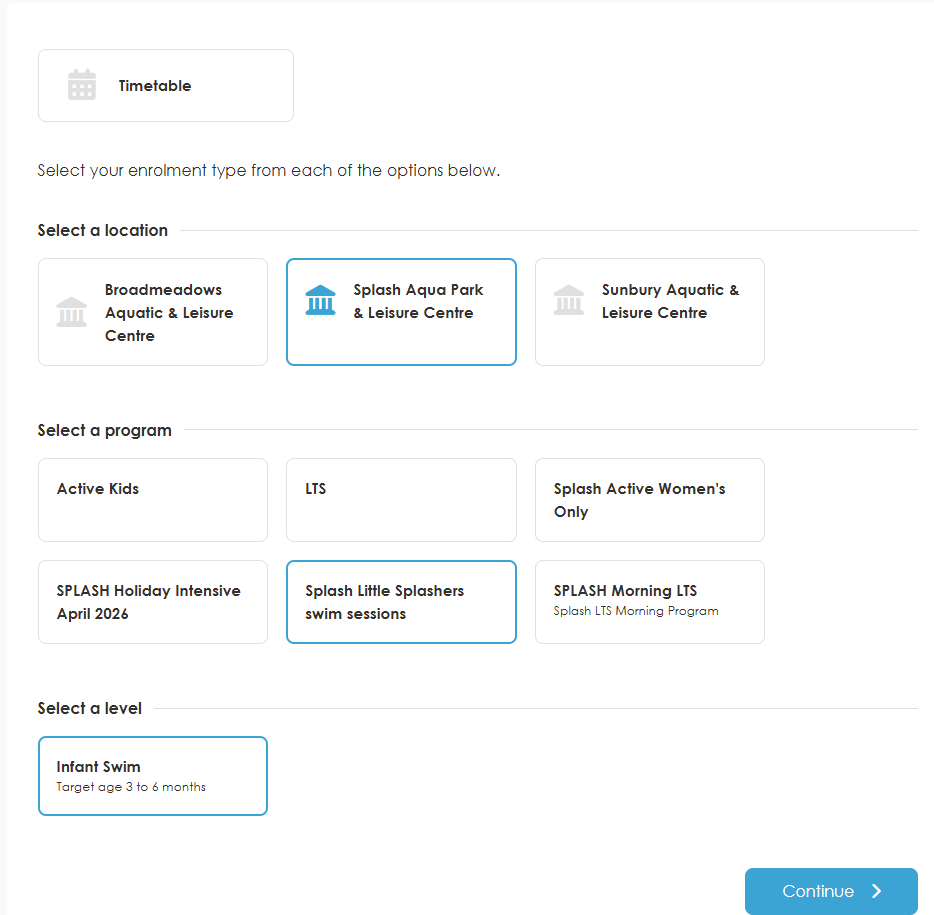 Timetable
Select your enrolment type from each of the options below.
Select a location
Broadmeadows
Aquatic & Leisure
Centre
Splash Aqua Park
& Leisure Centre
Sunbury Aquatic &
Leisure Centre
Select a program
Active Kids
LTS
Splash Active Women's
Only
SPLASH Holiday Intensive
April 2026
Splash Little Splashers
swim sessions
SPLASH Morning LTS
Splash LTS Morning Program
Select a level
Infant Swim
Target age 3 to 6 months
Continue